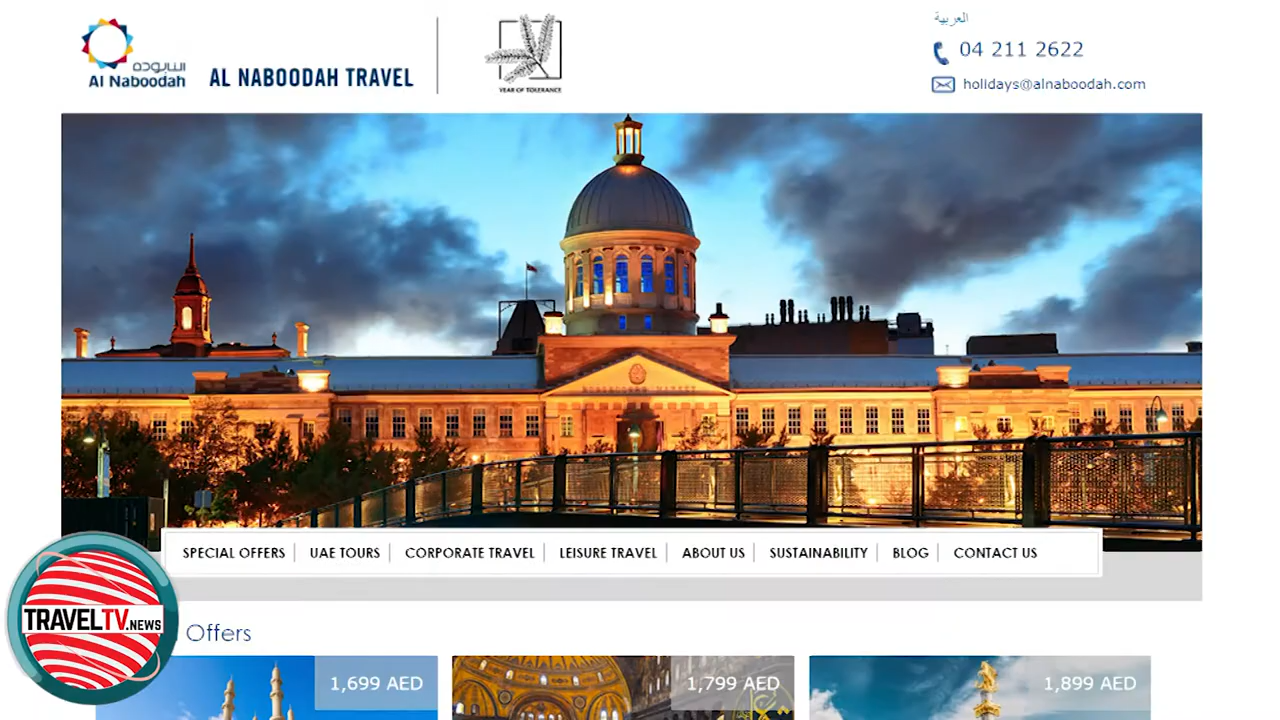 العربية
04 211 2622
holidays@alnaboodah.com
النابوده
Al Naboodah
AL NABOODAH TRAVEL
YEAR OF TOLERANCE
SPECIAL OFFERS
UAE TOURS
CORPORATE TRAVEL
LEISURE TRAVEL
ABOUT US
SUSTAINABILITY
BLOG
CONTACT US
TRAVELTV.NEWS
Offers
1,699 AED
1,799 AED
1,899 AED